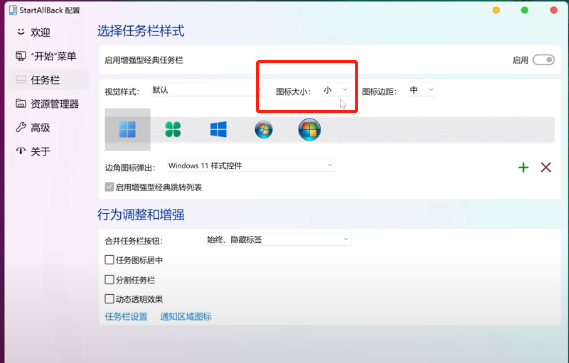 StartAllBack 配置
欢迎
选择任务栏样式
"开始"菜单
启用增强型经典任务栏
启用
任务栏
视觉样式: 默认
图标大小: 小
图标边距: 中
资源管理器
高级
关于
边角图标弹出: Windows 11 样式控件
启用增强型经典跳转列表
行为调整和增强
合并任务栏按钮: 始终、隐藏标签
任务图标居中
分割任务栏
动态透明效果
任务栏设置 通知区域图标